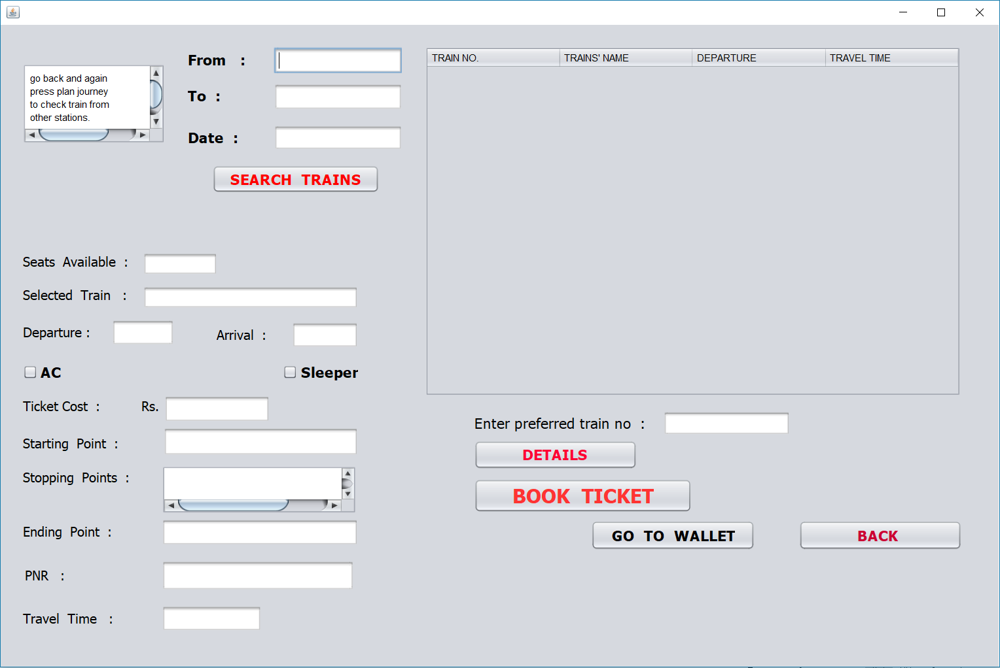 go back and again
press plan journey
to check train from
other stations.
From :
To :
Date :
SEARCH TRAINS
TRAIN NO. TRAINS' NAME DEPARTURE TRAVEL TIME
Seats Available :
Selected Train :
Departure :
Arrival :
AC
Sleeper
Ticket Cost : Rs.
Starting Point :
Stopping Points :
Ending Point :
PNR :
Travel Time :
Enter preferred train no :
DETAILS
BOOK TICKET
GO TO WALLET
BACK